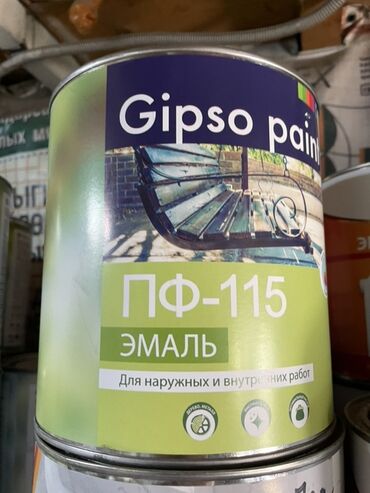 Gipso paint
ПФ-115
ЭМАЛЬ
Для наружных и внутренних работ